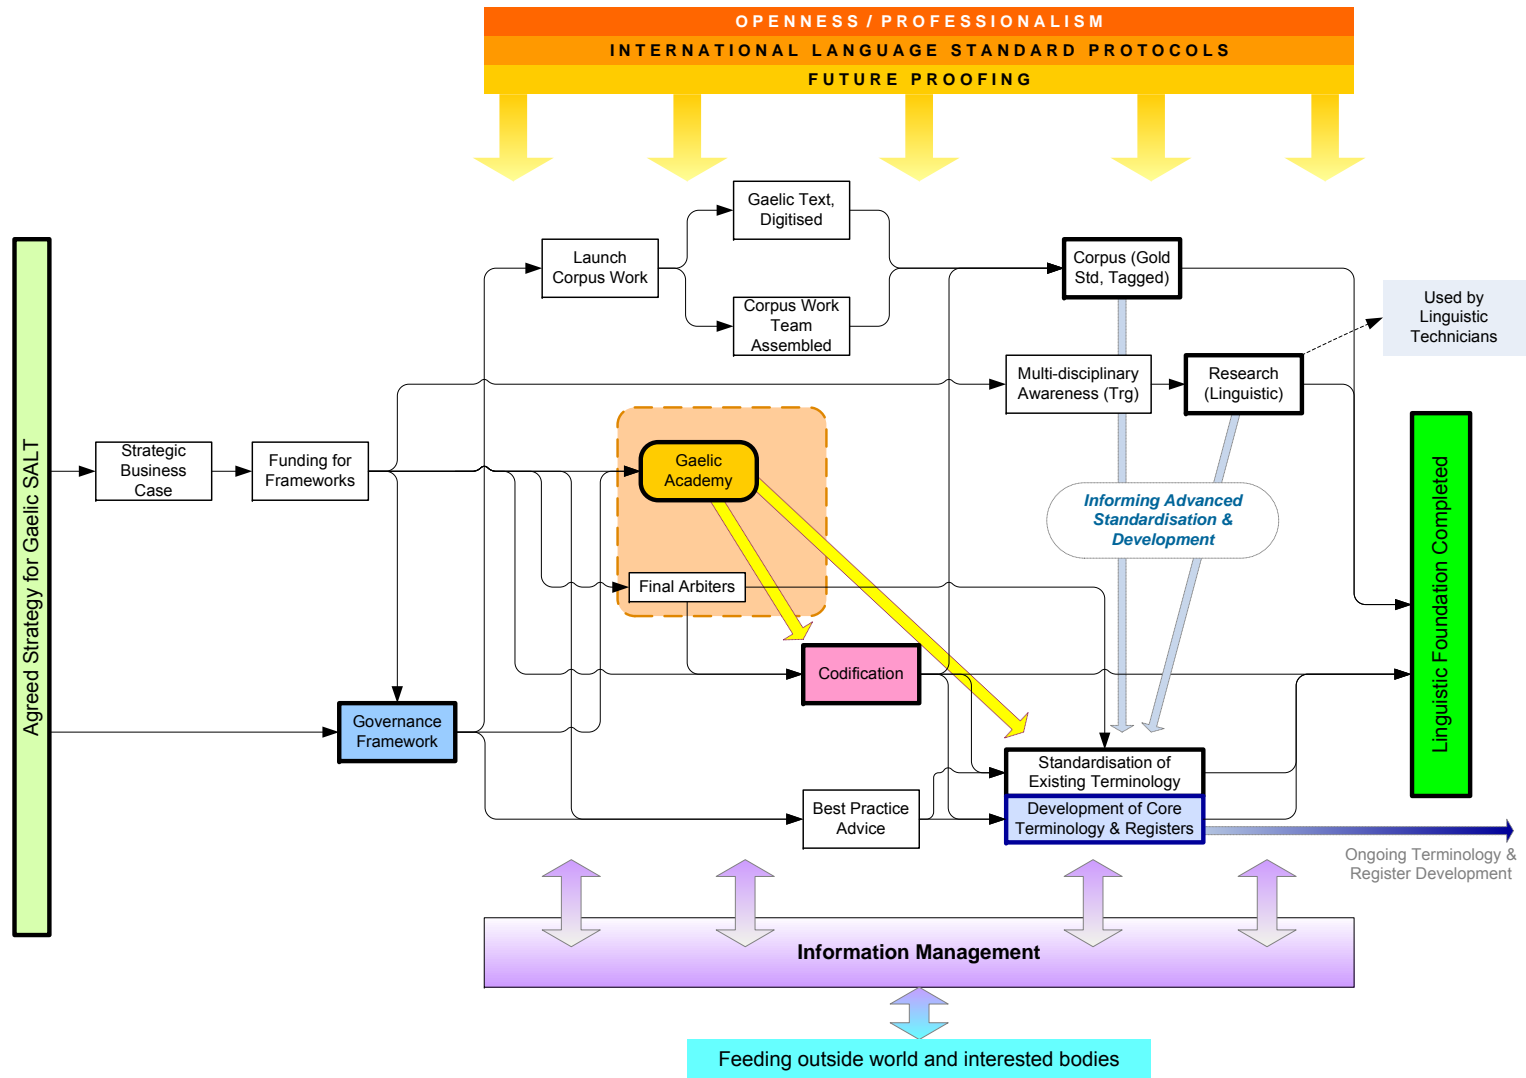 OPENNESS / PROFESSIONALISM
INTERNATIONAL LANGUAGE STANDARD PROTOCOLS
FUTURE PROOFING
Gaelic Text,
Digitised
Launch
Corpus Work
Corpus (Gold
Std, Tagged)
Corpus Work
Team
Assembled
Used by
Linguistic
Technicians
Multi-disciplinary
Awareness (Trg)
Research
(Linguistic)
Agreed Strategy for Gaelic SALT
Strategic
Business
Case
Funding for
Frameworks
Gaelic
Academy
Informing Advanced
Standardisation &
Development
Final Arbiters
Codification
Linguistic Foundation Completed
Governance
Framework
Standardisation of
Existing Terminology
Best Practice
Advice
Development of Core
Terminology & Registers
Ongoing Terminology &
Register Development
Information Management
Feeding outside world and interested bodies